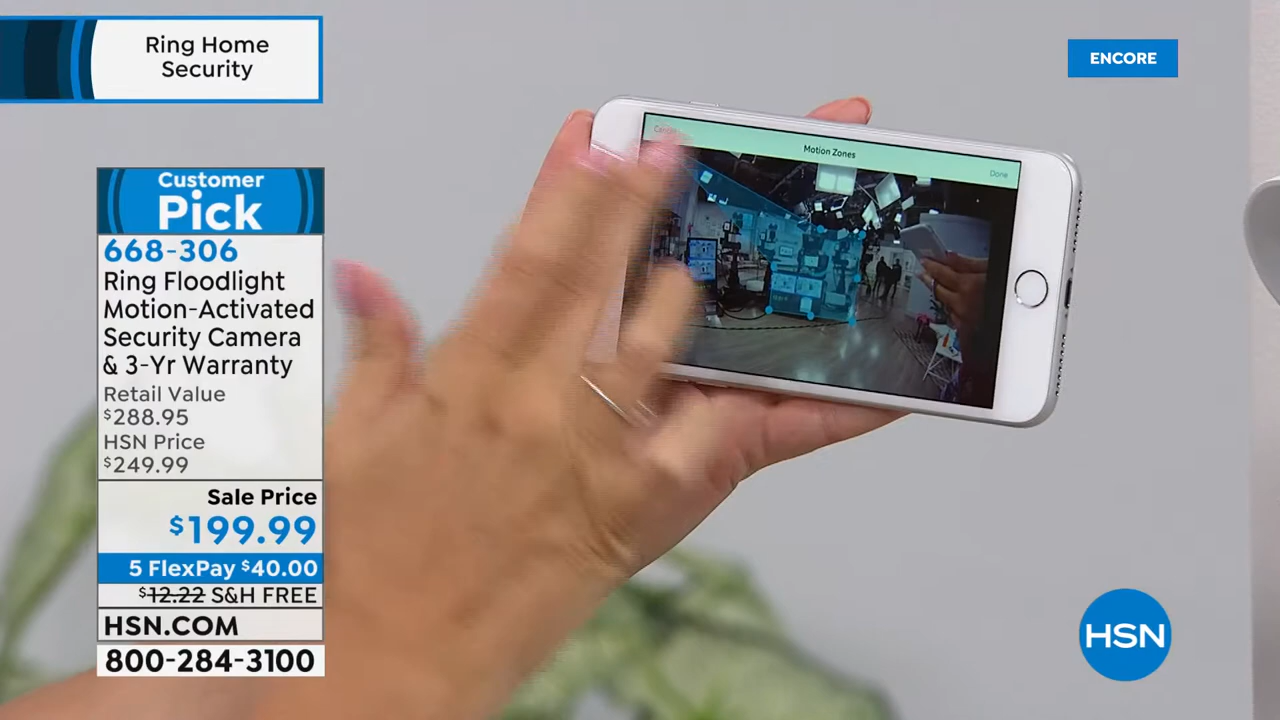 Ring Home
Security
ENCORE
Motion Zones
Done
Customer
Pick
668-306
Ring Floodlight
Motion-Activated
Security Camera
& 3-Yr Warranty
Retail Value
$288.95
HSN Price
$249.99
Sale Price
$199.99
5 FlexPay $40.00
$12.22 S&H FREE
HSN.COM
800-284-3100
HSN